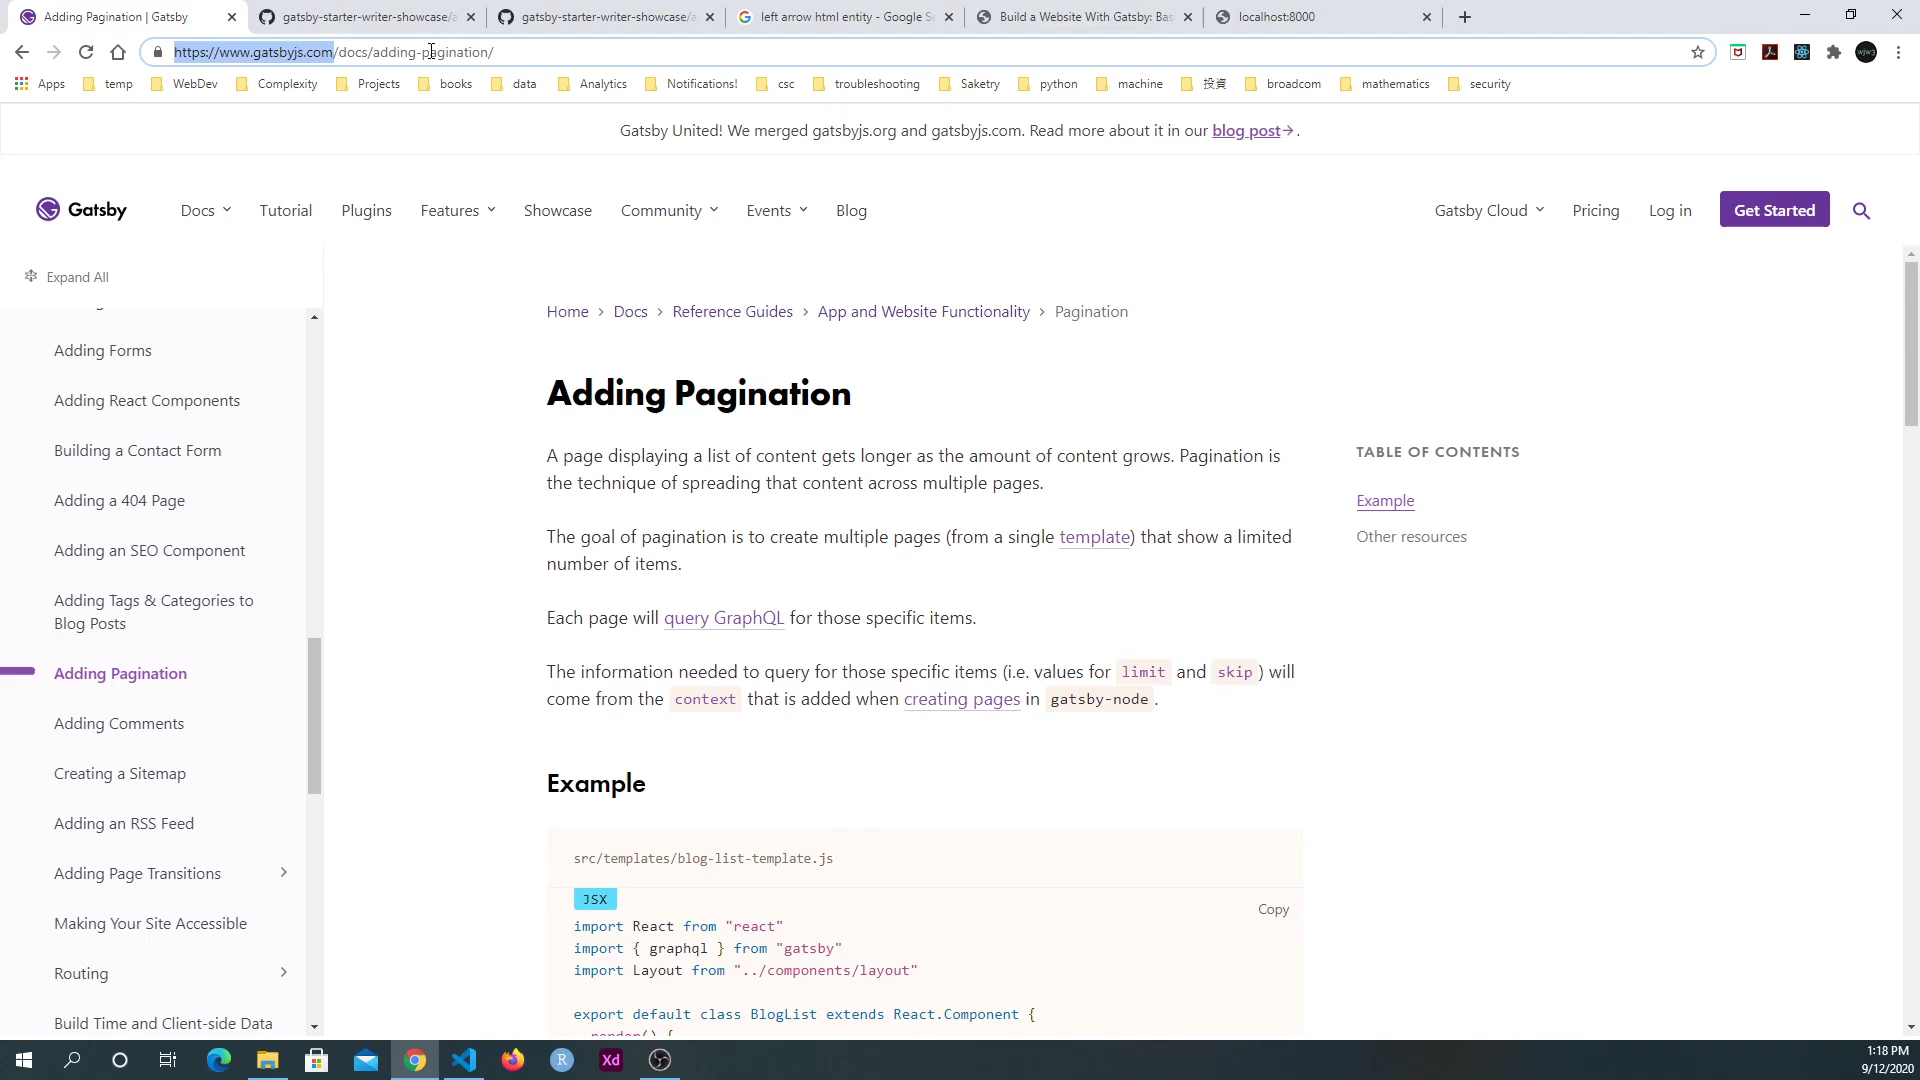 Adding Pagination | Gatsby
gatsby-starter-writer-showcase/a
gatsby-starter-writer-showcase/a
left arrow html entity - Google Se
Build a Website With Gatsby: Bas
localhost:8000
https://www.gatsbyjs.com/docs/adding-pagination/
Apps temp WebDev Complexity Projects books data Analytics Notifications! csc troubleshooting Saketry python machine 投資 broadcom mathematics security
Gatsby United! We merged gatsbyjs.org and gatsbyjs.com. Read more about it in our blog post→.
Gatsby Docs Tutorial Plugins Features Showcase Community Events Blog Gatsby Cloud Pricing Log in Get Started
Expand All
Adding Forms
Adding React Components
Building a Contact Form
Adding a 404 Page
Adding an SEO Component
Adding Tags & Categories to
Blog Posts
Adding Pagination
Adding Comments
Creating a Sitemap
Adding an RSS Feed
Adding Page Transitions
Making Your Site Accessible
Routing
Build Time and Client-side Data
Home > Docs > Reference Guides > App and Website Functionality > Pagination
Adding Pagination
A page displaying a list of content gets longer as the amount of content grows. Pagination is
the technique of spreading that content across multiple pages.
The goal of pagination is to create multiple pages (from a single template) that show a limited
number of items.
Each page will query GraphQL for those specific items.
The information needed to query for those specific items (i.e. values for limit and skip) will
come from the context that is added when creating pages in gatsby-node.
Example
src/templates/blog-list-template.js
JSX
Copy
import React from "react"
import { graphql } from "gatsby"
import Layout from "../components/layout"
export default class BlogList extends React.Component {
render() {
TABLE OF CONTENTS
Example
Other resources
Xd
1:18 PM
9/12/2020